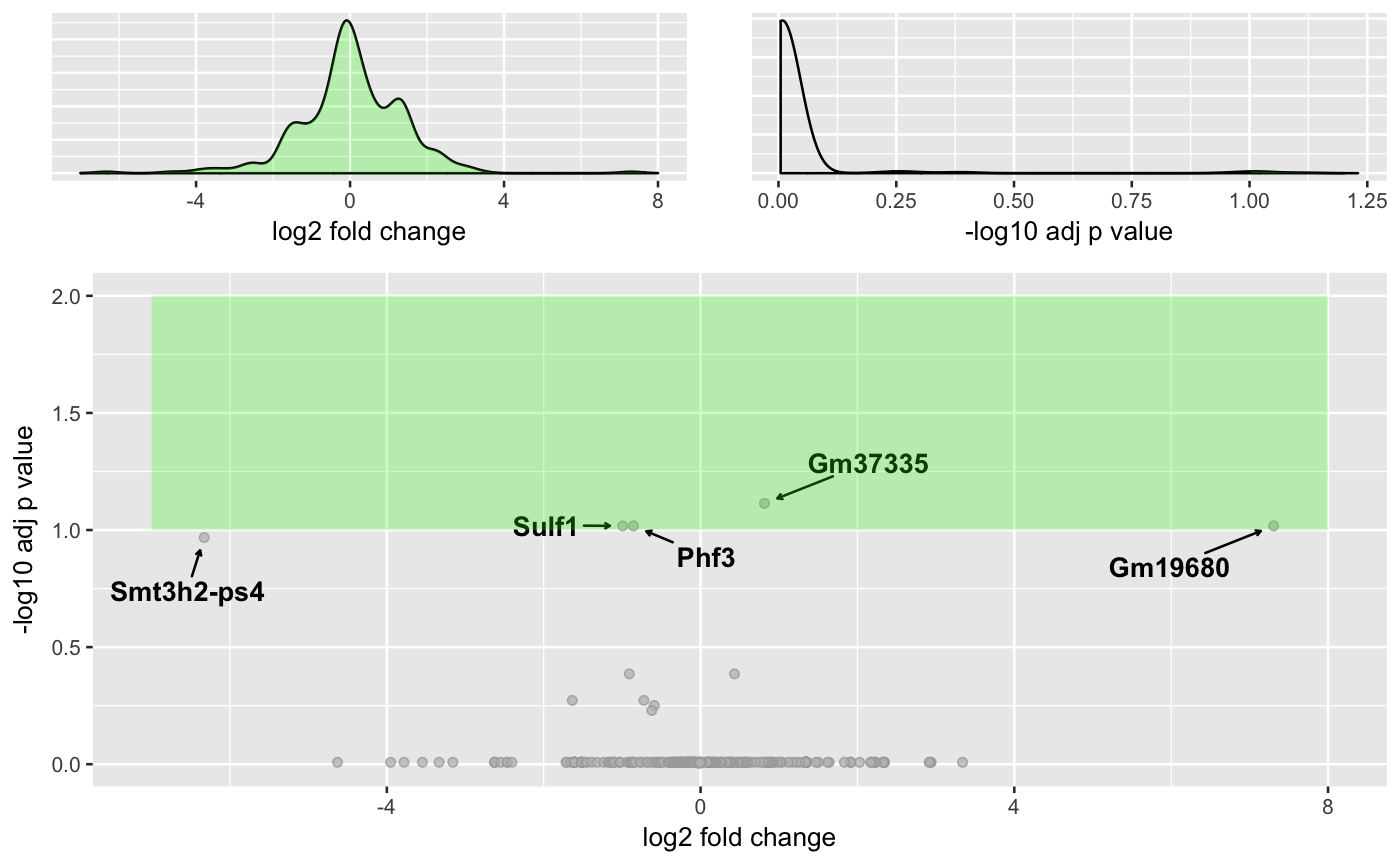 -4 0 4 8
log2 fold change
0.00 0.25 0.50 0.75 1.00 1.25
-log10 adj p value
2.0
1.5
1.0
0.5
0.0
-log10 adj p value
Gm37335
Sulf1
Phf3
Gm19680
Smt3h2-ps4
-4 0 4 8
log2 fold change